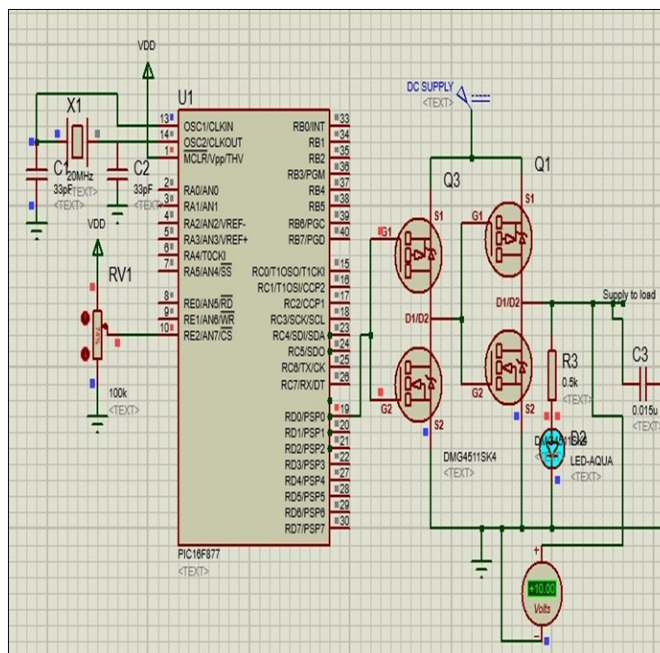 VDD
DC SUPPLY
<TEXT>
X1
U1
Q1
Q3
13 OSC1/CLKIN RB0/INT 33
14 OSC2/CLKOUT RB1 34
1 MCLR/Vpp/THV RB2 35
RB3/PGM 36
2 RA0/AN0 RB4 37
3 RA1/AN1 RB5 38
4 RA2/AN2/VREF- RB6/PGC 39
5 RA3/AN3/VREF+ RB7/PGD 40
6 RA4/T0CKI
7 RA5/AN4/SS RC0/T1OSO/T1CKI 15
RC1/T1OSI/CCP2 16
8 RE0/AN5/RD RC2/CCP1 17
9 RE1/AN6/WR RC3/SCK/SCL 18
10 RE2/AN7/CS RC4/SDI/SDA 23
RC5/SDO 24
RC6/TX/CK 25
RC7/RX/DT 26
RD0/PSP0 19
RD1/PSP1 20
RD2/PSP2 21
RD3/PSP3 22
RD4/PSP4 27
RD5/PSP5 28
RD6/PSP6 29
RD7/PSP7 30
PIC16F877
<TEXT>
C1
33pF
<TEXT>
20MHz
<TEXT>
C2
33pF
<TEXT>
VDD
RV1
74%
100k
<TEXT>
S1
G1
D1/D2
G2
S2
S1
G1
D1/D2
G2
S2
DMG4511SK4
<TEXT>
DMG4511SK4
<TEXT>
Supply to load
R3
0.5k
<TEXT>
C3
0.015u
<TEXT>
D2
LED-AQUA
<TEXT>
+
+10.00
Volts
-